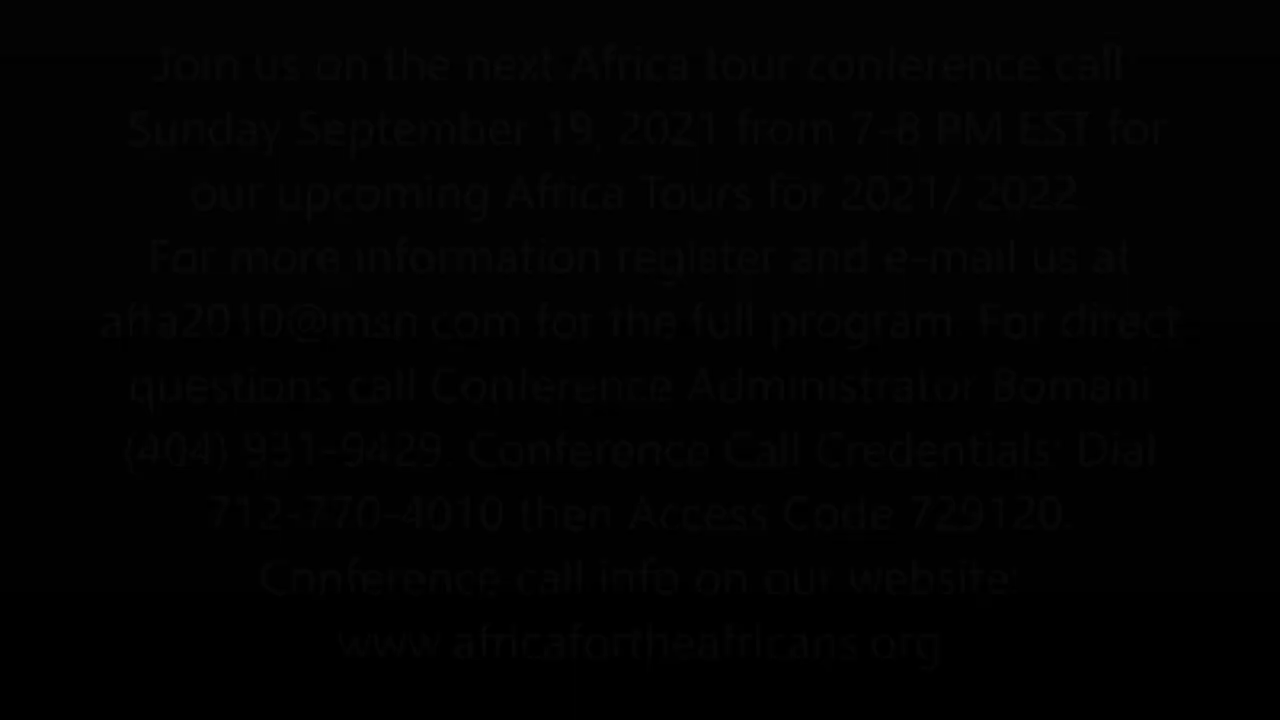 Join us on the next Africa tour conference call:
Sunday September 19, 2021 from 7-8 PM EST for
our upcoming Africa Tours for 2021/ 2022
For more information register and e-mail us at
afta2010@msn.com for the full program. For direct
questions call Conference Administrator Bomani
(404) 931-9429. Conference Call Credentials: Dial
712-770-4010 then Access Code 729120.
Conference call info on our website:
www.africafortheafricans.org